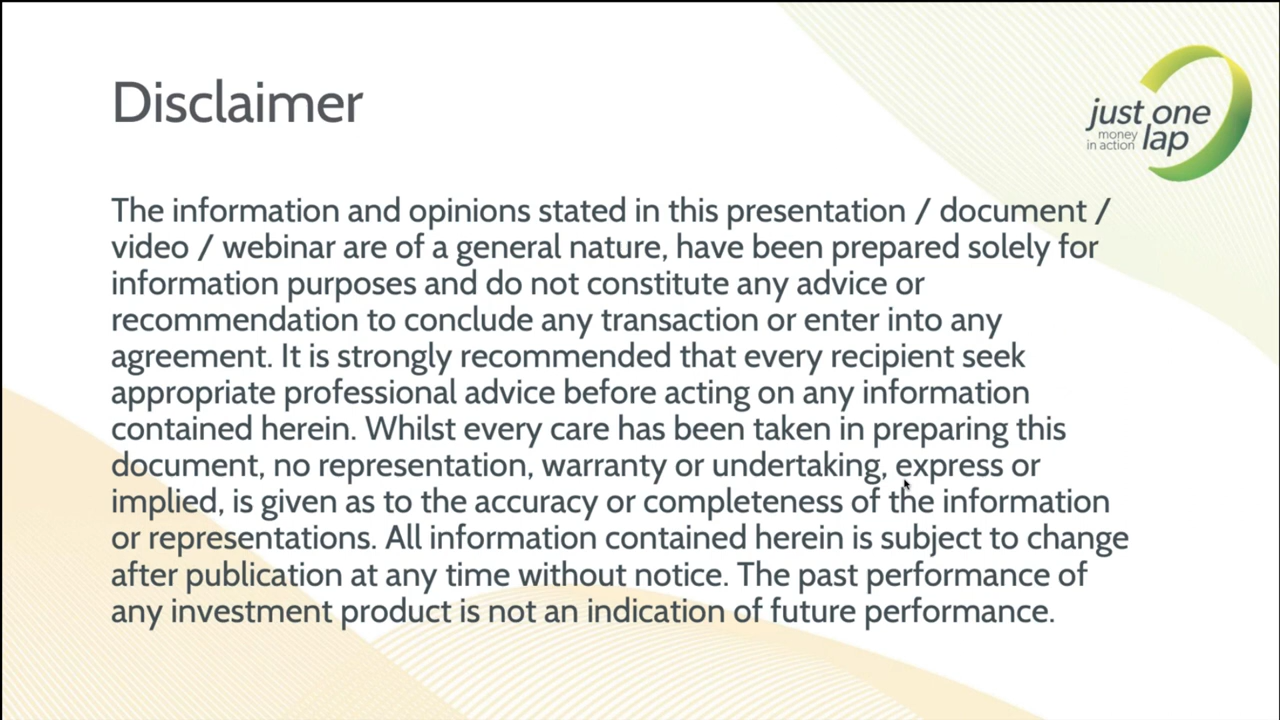 Disclaimer
just one
money
in action lap
The information and opinions stated in this presentation / document /
video / webinar are of a general nature, have been prepared solely for
information purposes and do not constitute any advice or
recommendation to conclude any transaction or enter into any
agreement. It is strongly recommended that every recipient seek
appropriate professional advice before acting on any information
contained herein. Whilst every care has been taken in preparing this
document, no representation, warranty or undertaking, express or
implied, is given as to the accuracy or completeness of the information
or representations. All information contained herein is subject to change
after publication at any time without notice. The past performance of
any investment product is not an indication of future performance.